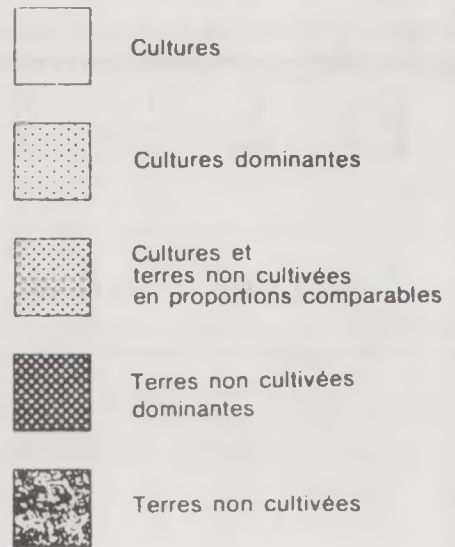 Cultures
Cultures dominantes
Cultures et
terres non cultivées
en proportions comparables
Terres non cultivées
dominantes
Terres non cultivées